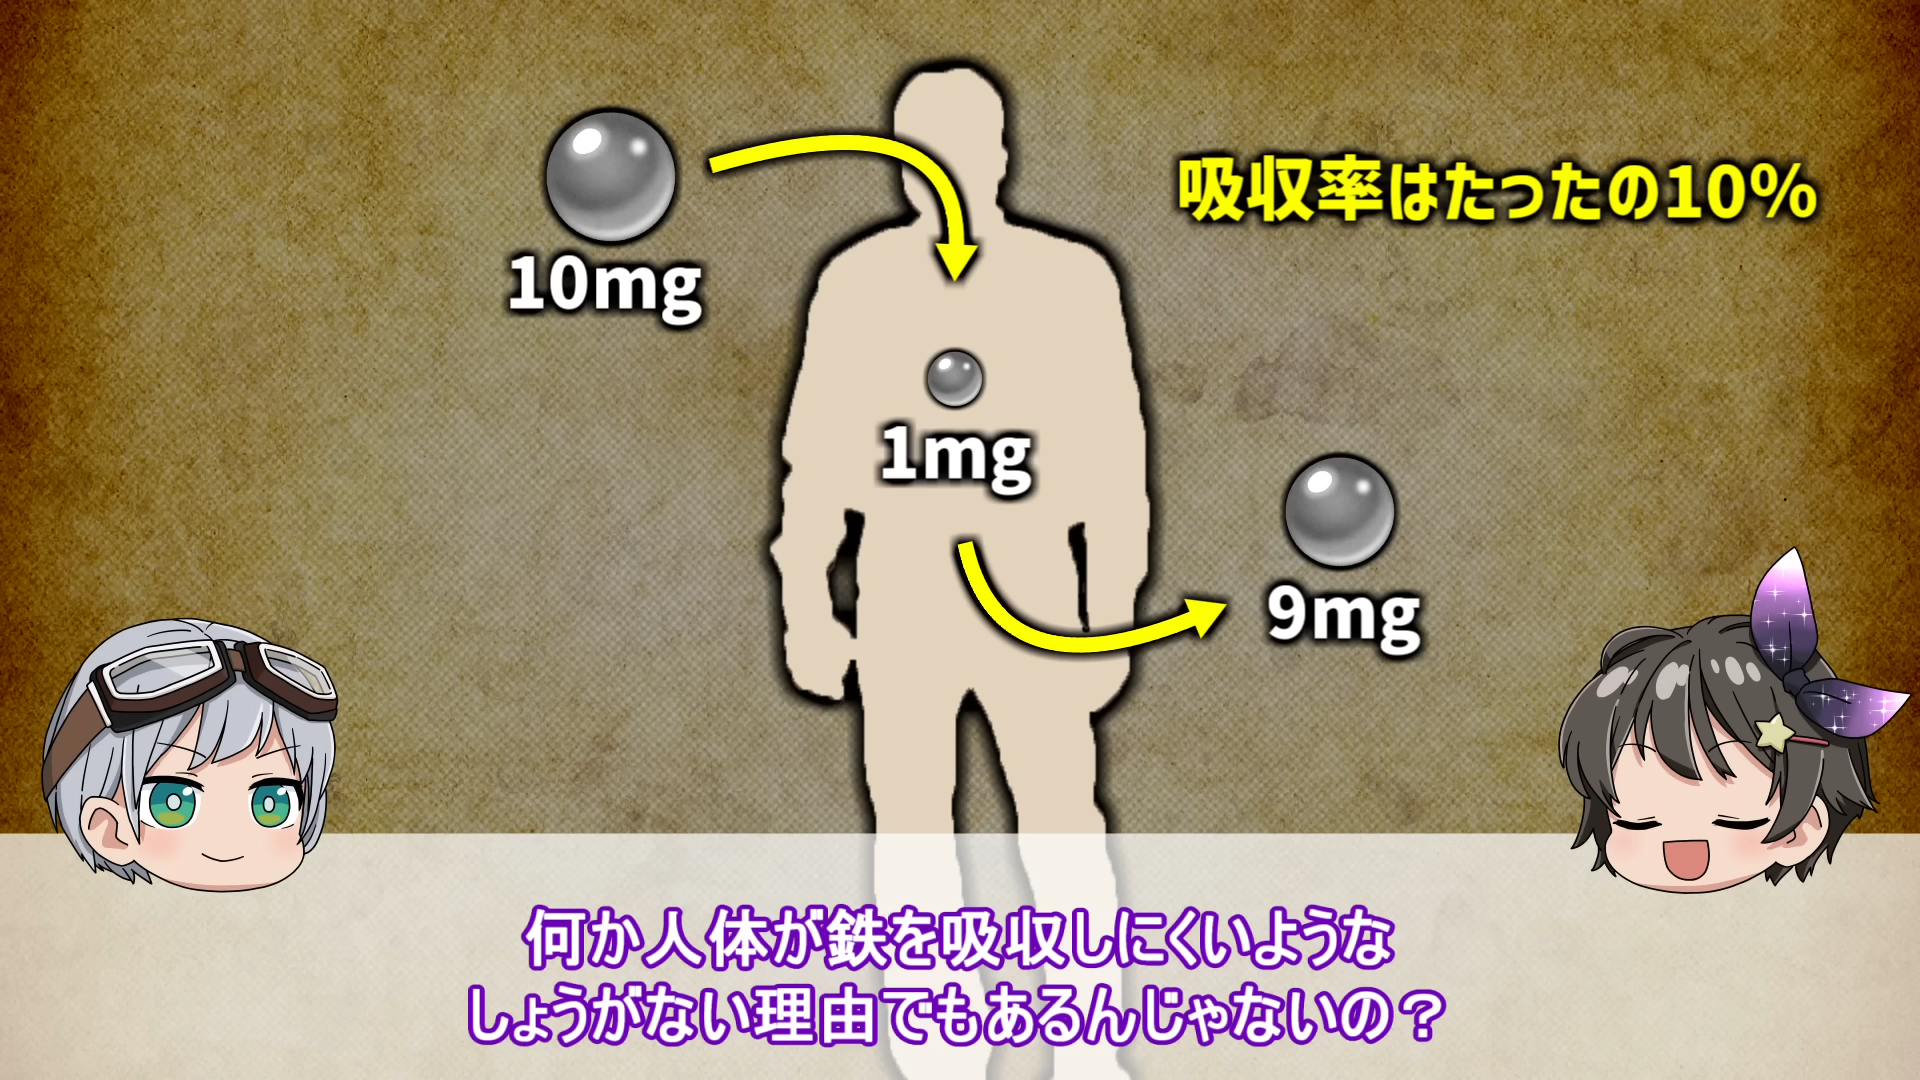 吸収率はたったの10%
10mg
1mg
9mg
何か人体が鉄を吸収しにくいような
しょうがない理由でもあるんじゃないの？